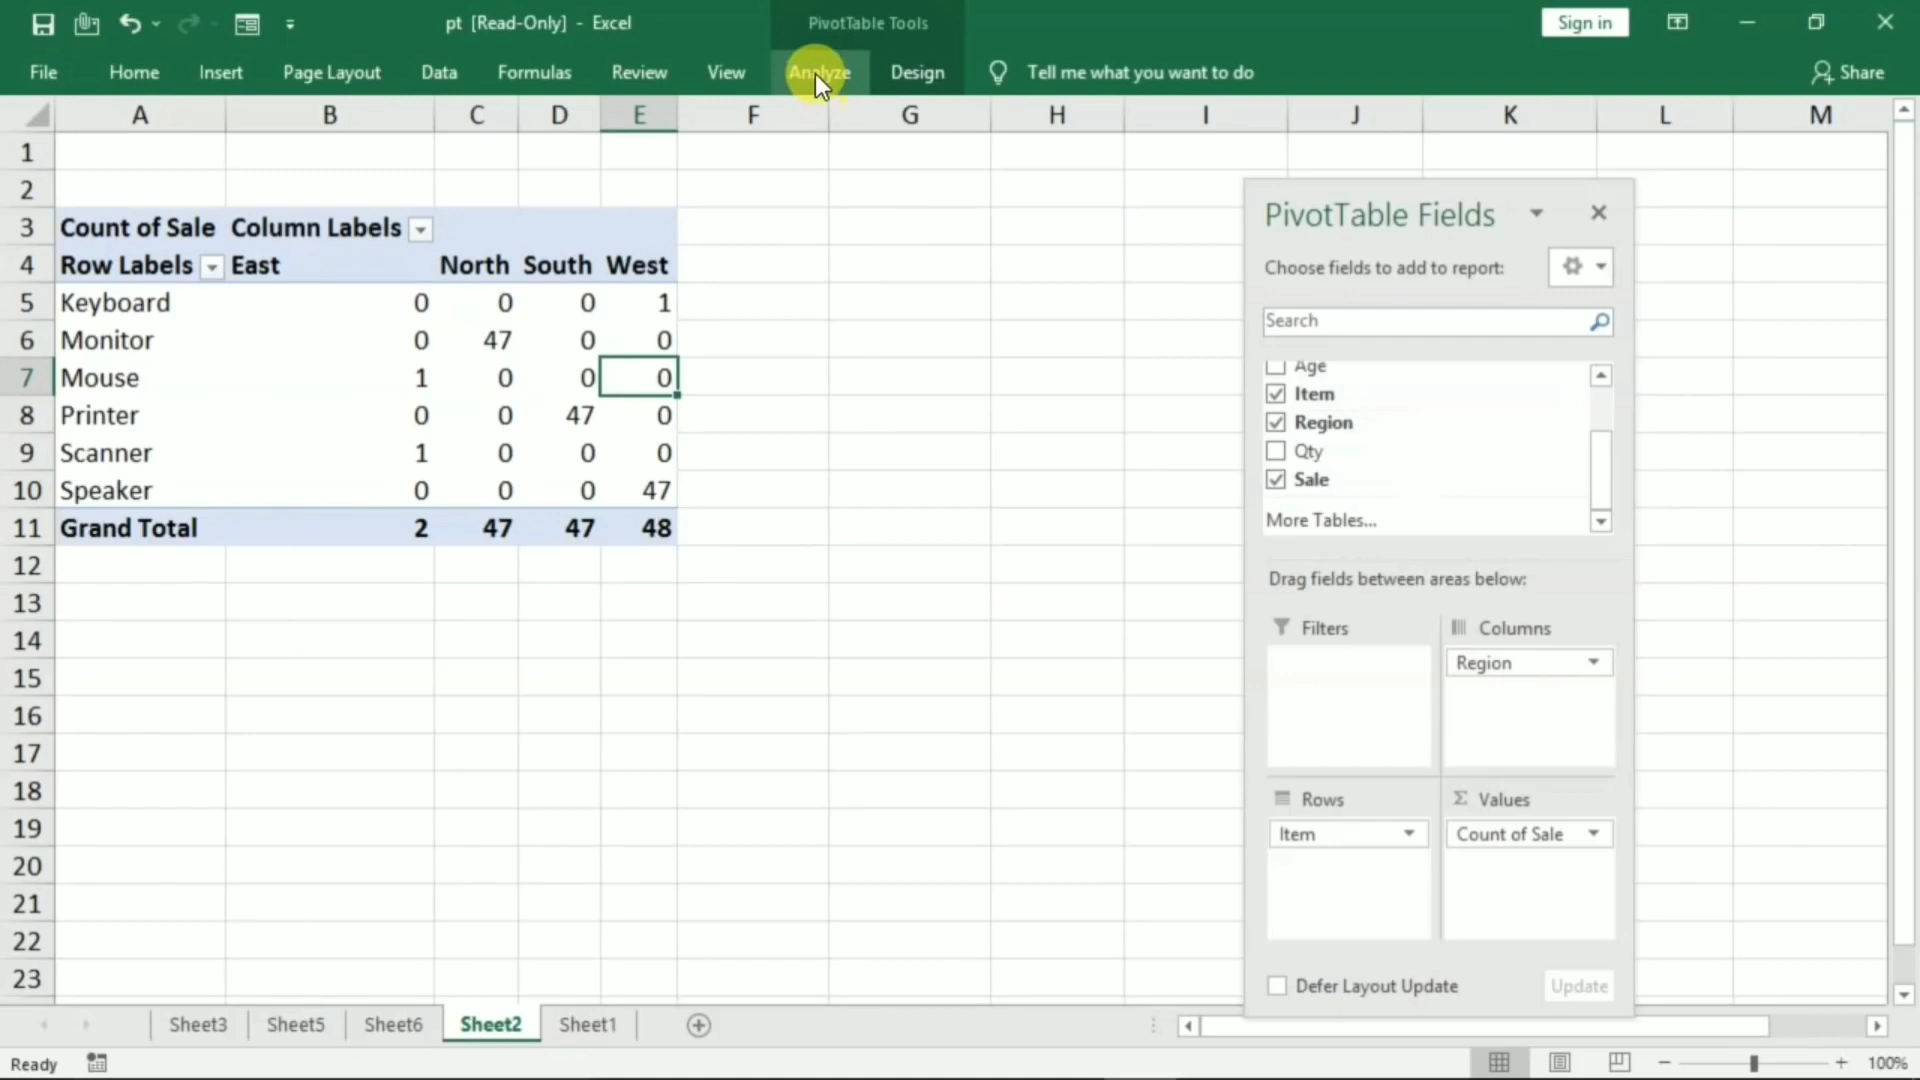 pt [Read-Only] - Excel
PivotTable Tools
Sign in
File Home Insert Page Layout Data Formulas Review View Analyze Design Tell me what you want to do Share
A B C D E F G H I J K L M
1
2
3 Count of Sale Column Labels
4 Row Labels East North South West
5 Keyboard 0 0 0 1
6 Monitor 0 47 0 0
7 Mouse 1 0 0 0
8 Printer 0 0 47 0
9 Scanner 1 0 0 0
10 Speaker 0 0 0 47
11 Grand Total 2 47 47 48
12
13
14
15
16
17
18
19
20
21
22
23
PivotTable Fields
Choose fields to add to report:
Search
Age
Item
Region
Qty
Sale
More Tables...
Drag fields between areas below:
Filters Columns
Region
Rows Σ Values
Item Count of Sale
Defer Layout Update Update
Sheet3 Sheet5 Sheet6 Sheet2 Sheet1
Ready 100%